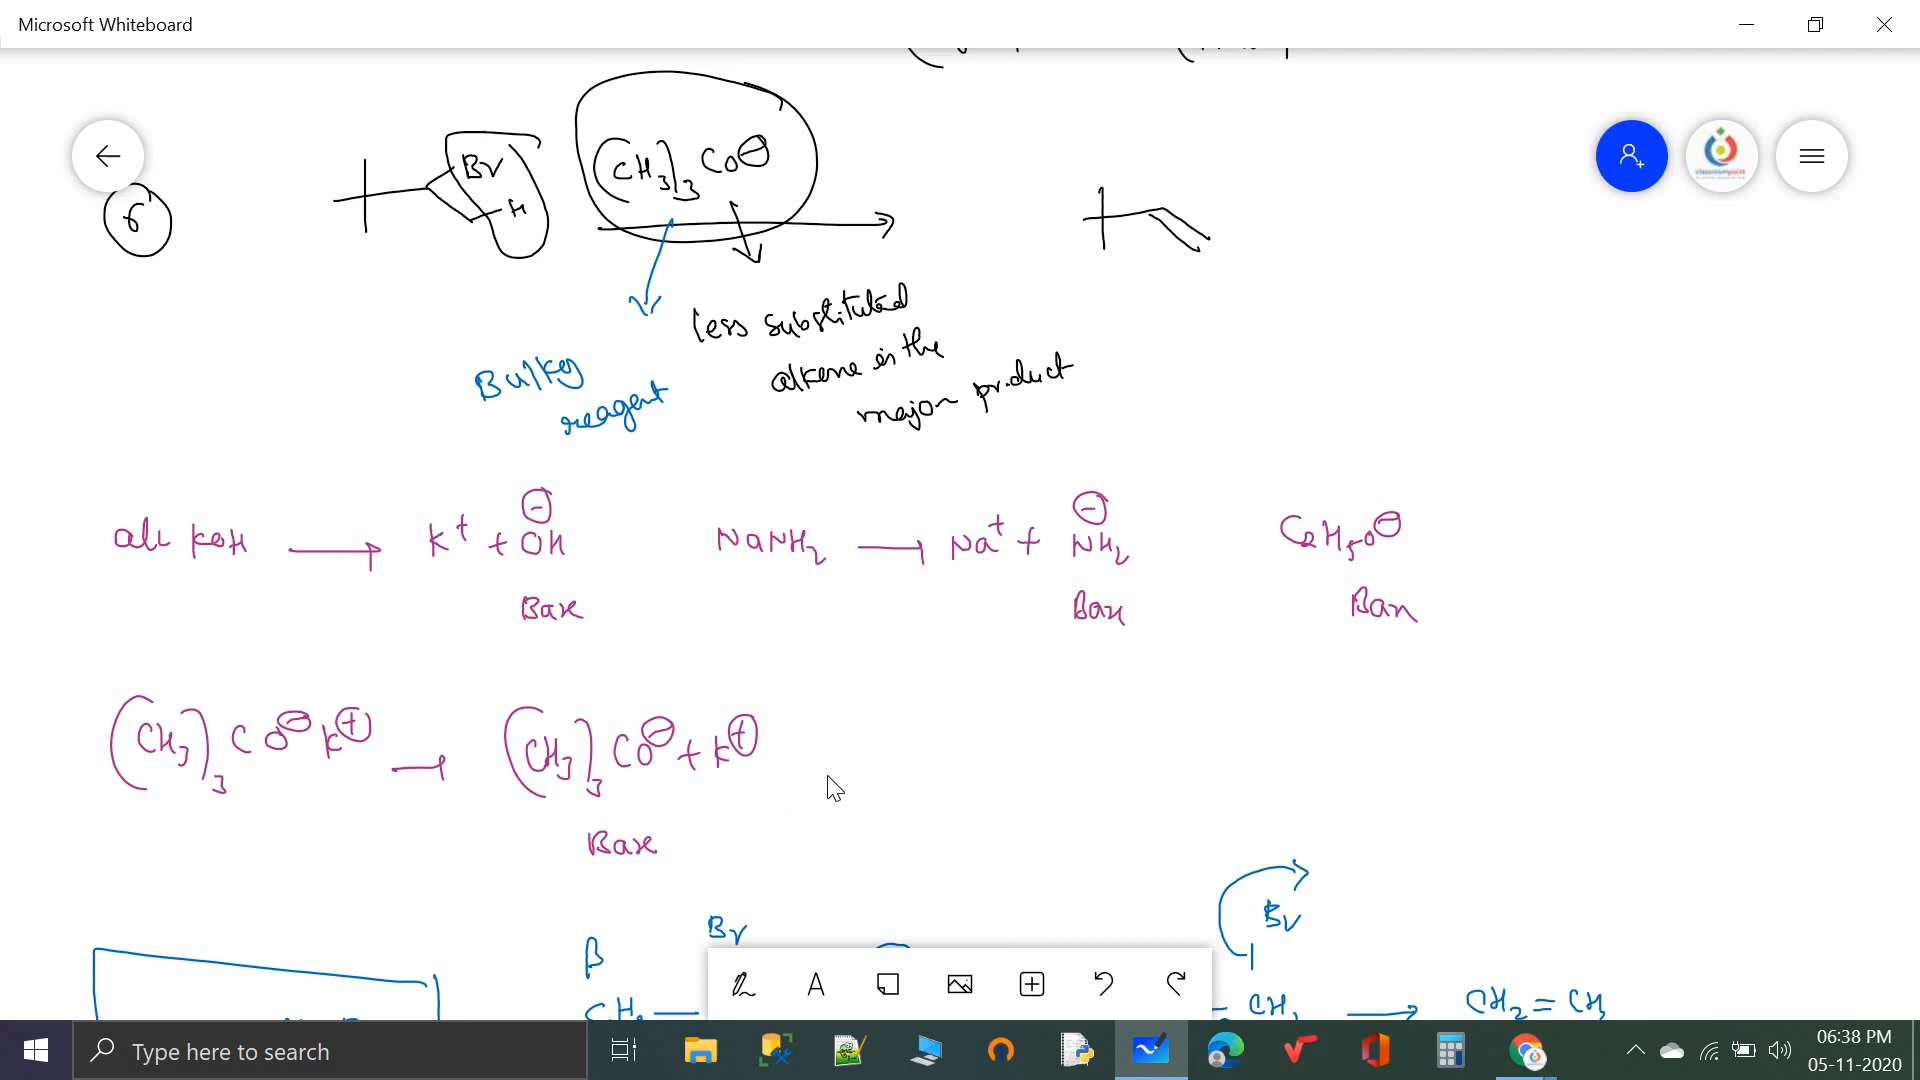 Microsoft Whiteboard
6
Br
H
(CH3)3 CO⊖
less substituted
alkene is the
major product
Bulky
reagent
alc KOH → K+ + ⊖OH
Base
NaNH2 → Na+ + ⊖NH2
Base
C2H5O⊖
Base
(CH3)3 CO⊖ K⊕ → (CH3)3 CO⊖ + K⊕
Base
β
Br
Br
= CH
→ CH2 = CH
Type here to search
06:38 PM
05-11-2020